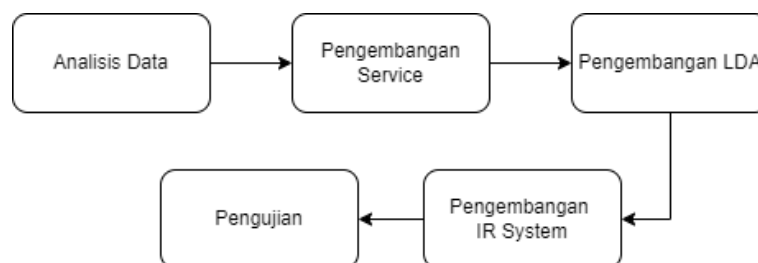 Analisis Data
Pengembangan
Service
Pengembangan LDA
Pengembangan
IR System
Pengujian